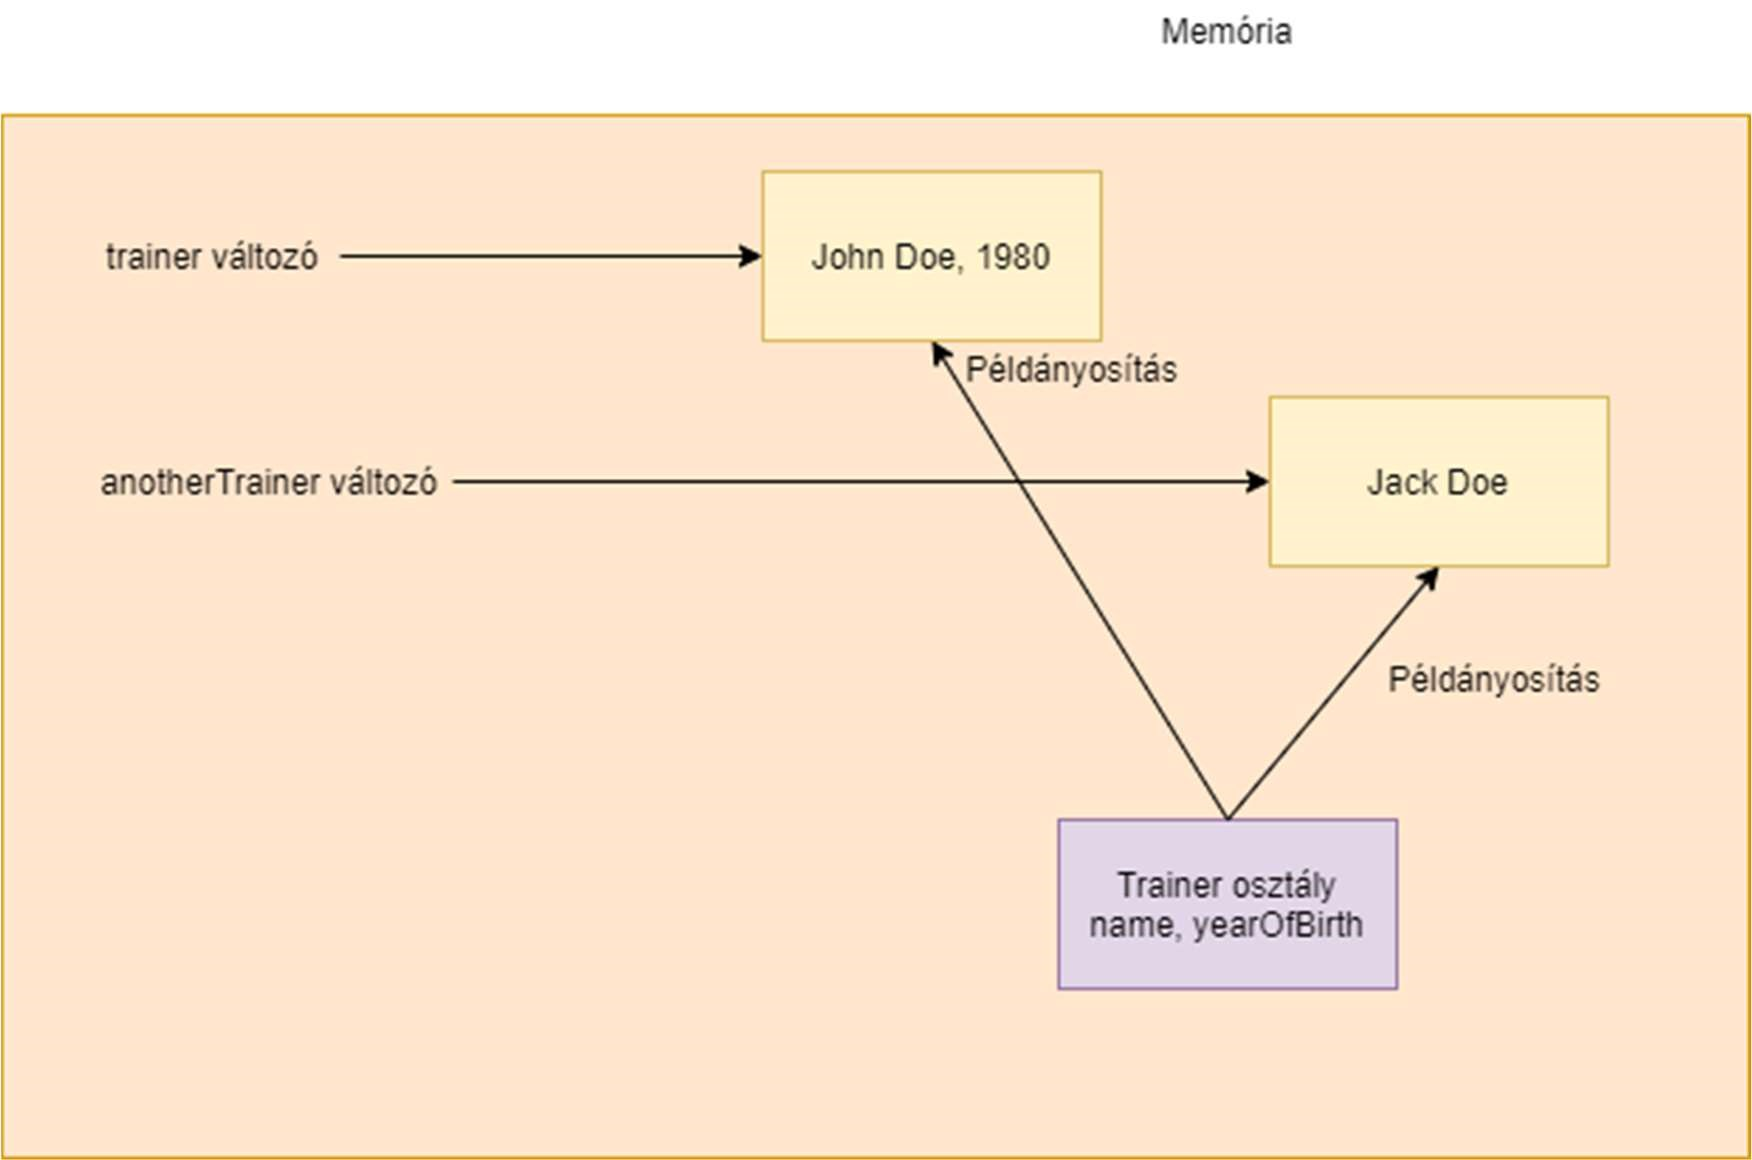 Memória
trainer változó
John Doe, 1980
Példányosítás
anotherTrainer változó
Jack Doe
Példányosítás
Trainer osztály
name, yearOfBirth